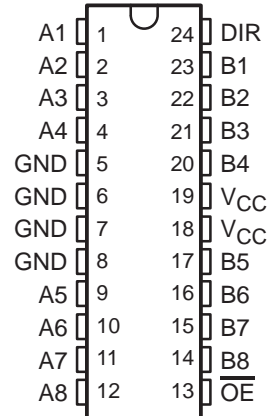 A1 1 24 DIR
A2 2 23 B1
A3 3 22 B2
A4 4 21 B3
GND 5 20 B4
GND 6 19 VCC
GND 7 18 VCC
GND 8 17 B5
A5 9 16 B6
A6 10 15 B7
A7 11 14 B8
A8 12 13 O̅E̅